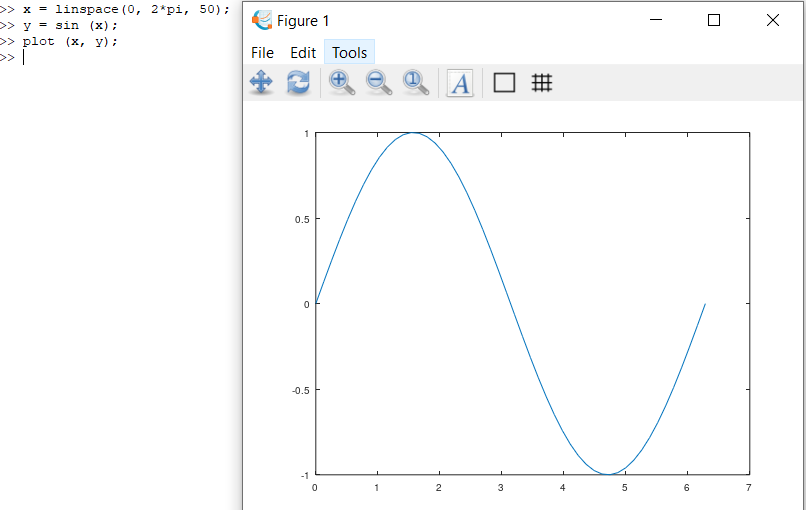 >> x = linspace(0, 2*pi, 50);
>> y = sin (x);
>> plot (x, y);
>>
Figure 1
File Edit Tools
1 A
1
0.5
0
-0.5
-1
0 1 2 3 4 5 6 7